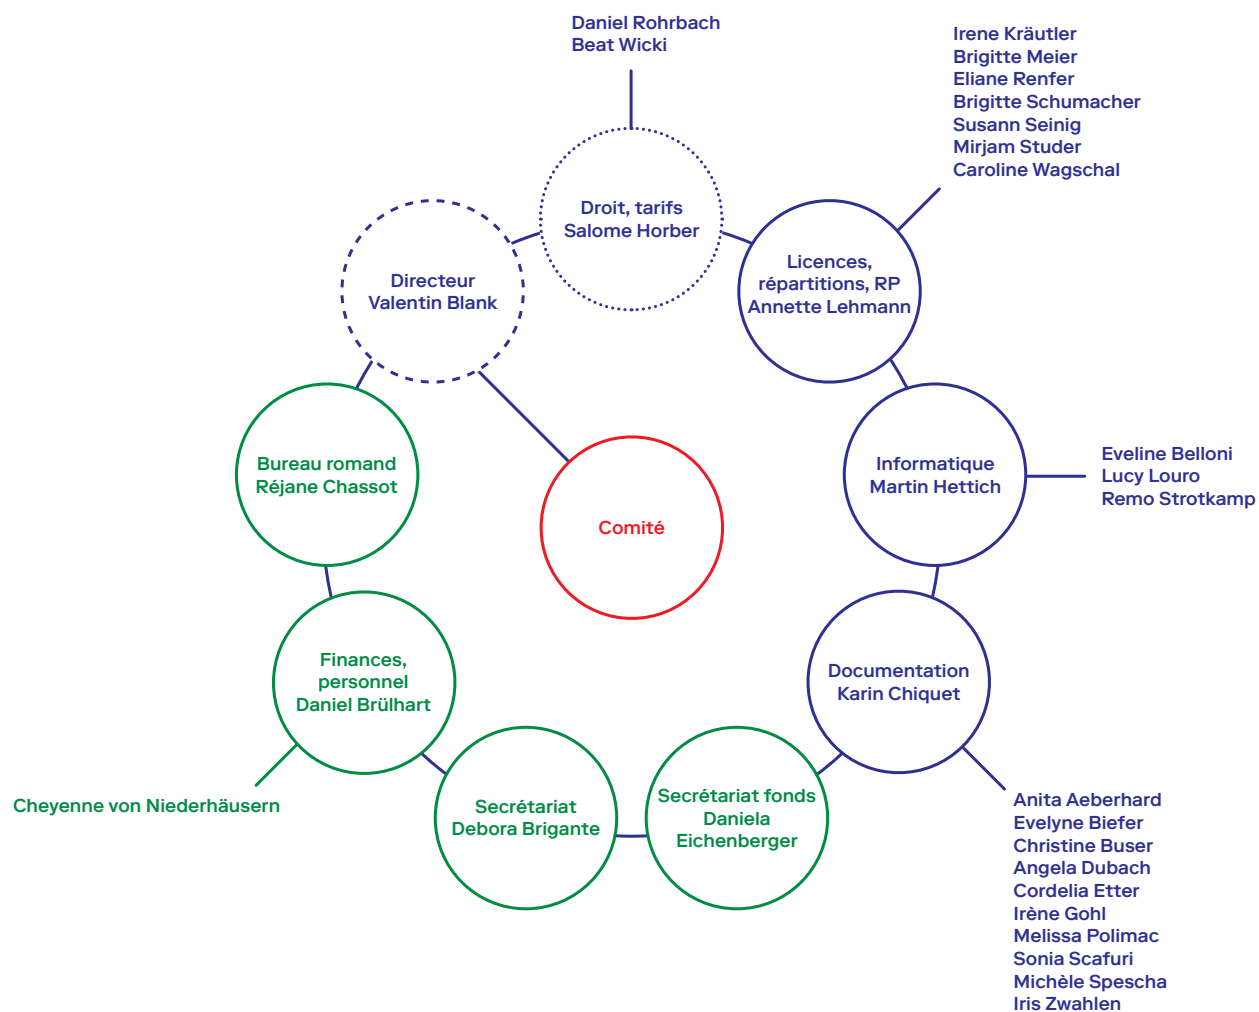 Daniel Rohrbach
Beat Wicki
Irene Kräutler
Brigitte Meier
Eliane Renfer
Brigitte Schumacher
Susann Seinig
Mirjam Studer
Caroline Wagschal
Droit, tarifs
Salome Horber
Directeur
Valentin Blank
Licences,
répartitions, RP
Annette Lehmann
Bureau romand
Réjane Chassot
Comité
Informatique
Martin Hettich
Eveline Belloni
Lucy Louro
Remo Strotkamp
Finances,
personnel
Daniel Brülhart
Documentation
Karin Chiquet
Cheyenne von Niederhäusern
Secrétariat
Debora Brigante
Secrétariat fonds
Daniela
Eichenberger
Anita Aeberhard
Evelyne Biefer
Christine Buser
Angela Dubach
Cordelia Etter
Irène Gohl
Melissa Polimac
Sonia Scafuri
Michèle Spescha
Iris Zwahlen